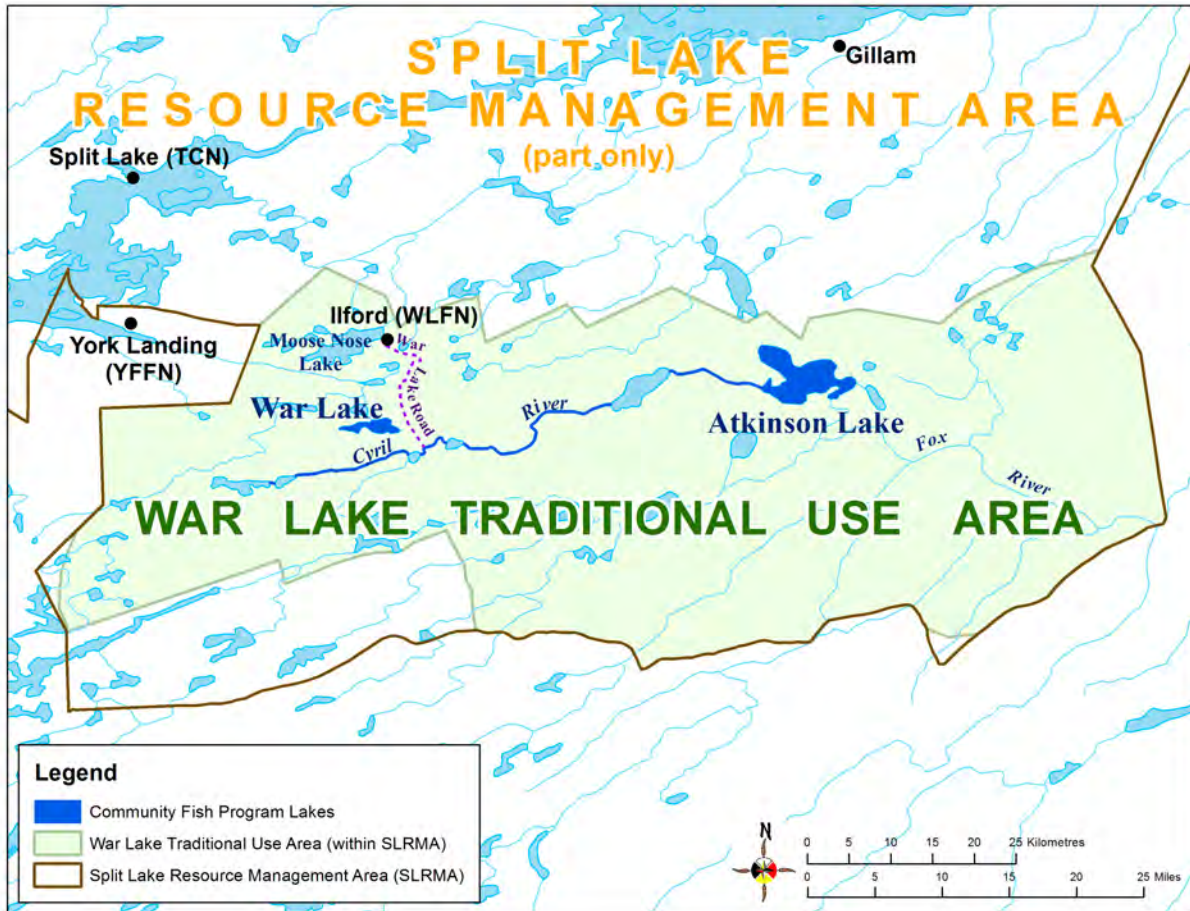 SPLIT LAKE
RESOURCE MANAGEMENT AREA
(part only)
Gillam
Split Lake (TCN)
Ilford (WLFN)
York Landing
(YFFN)
Moose Nose
Lake
War
Lake Road
War Lake
Cyril
River
Atkinson Lake
Fox
River
WAR LAKE TRADITIONAL USE AREA
Legend
Community Fish Program Lakes
War Lake Traditional Use Area (within SLRMA)
Split Lake Resource Management Area (SLRMA)
N
0 5 10 15 20 25 Kilometres
0 5 10 15 20 25 Miles